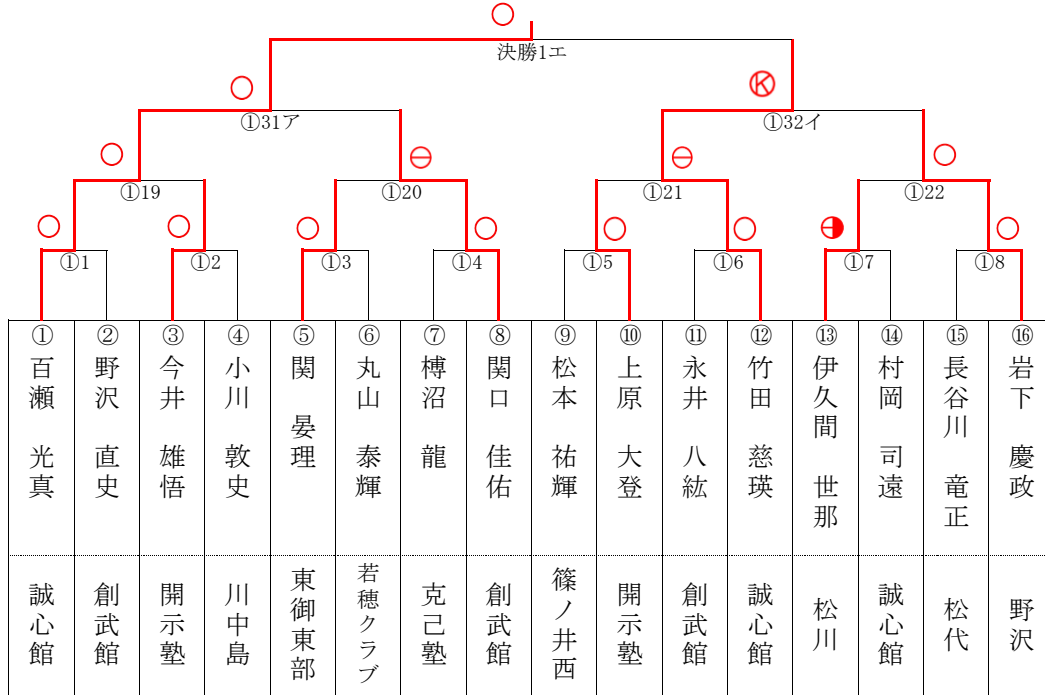 決勝1エ
Ⓚ
①31ア
①32イ
①19
①20
①21
①22
①1
①2
①3
①4
①5
①6
①7
①8
①
②
③
④
⑤
⑥
⑦
⑧
⑨
⑩
⑪
⑫
⑬
⑭
⑮
⑯
百瀬 光真
野沢 直史
今井 雄悟
小川 敦史
関 晏理
丸山 泰輝
榑沼 龍
関口 佳佑
松本 祐輝
上原 大登
永井 八紘
竹田 慈瑛
伊久間 世那
村岡 司遠
長谷川 竜正
岩下 慶政
誠心館
創武館
開示塾
川中島
東御東部
若穂クラブ
克己塾
創武館
篠ノ井西
開示塾
創武館
誠心館
松川
誠心館
松代
野沢